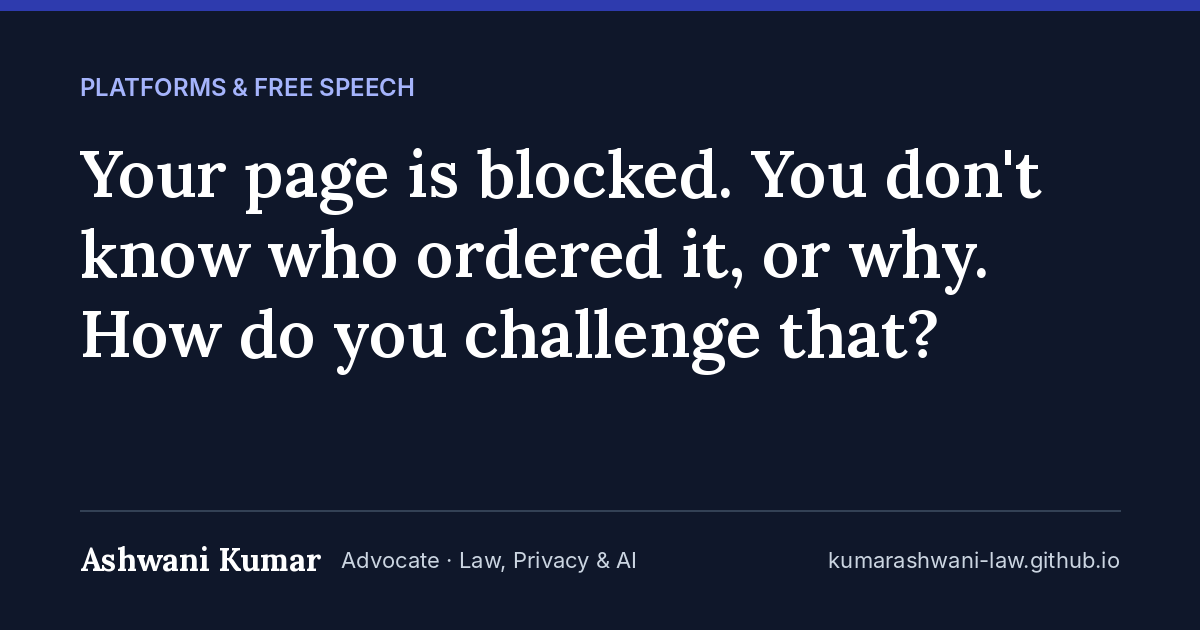 PLATFORMS & FREE SPEECH
Your page is blocked. You don't
know who ordered it, or why.
How do you challenge that?
Ashwani Kumar Advocate · Law, Privacy & AI kumarashwani-law.github.io